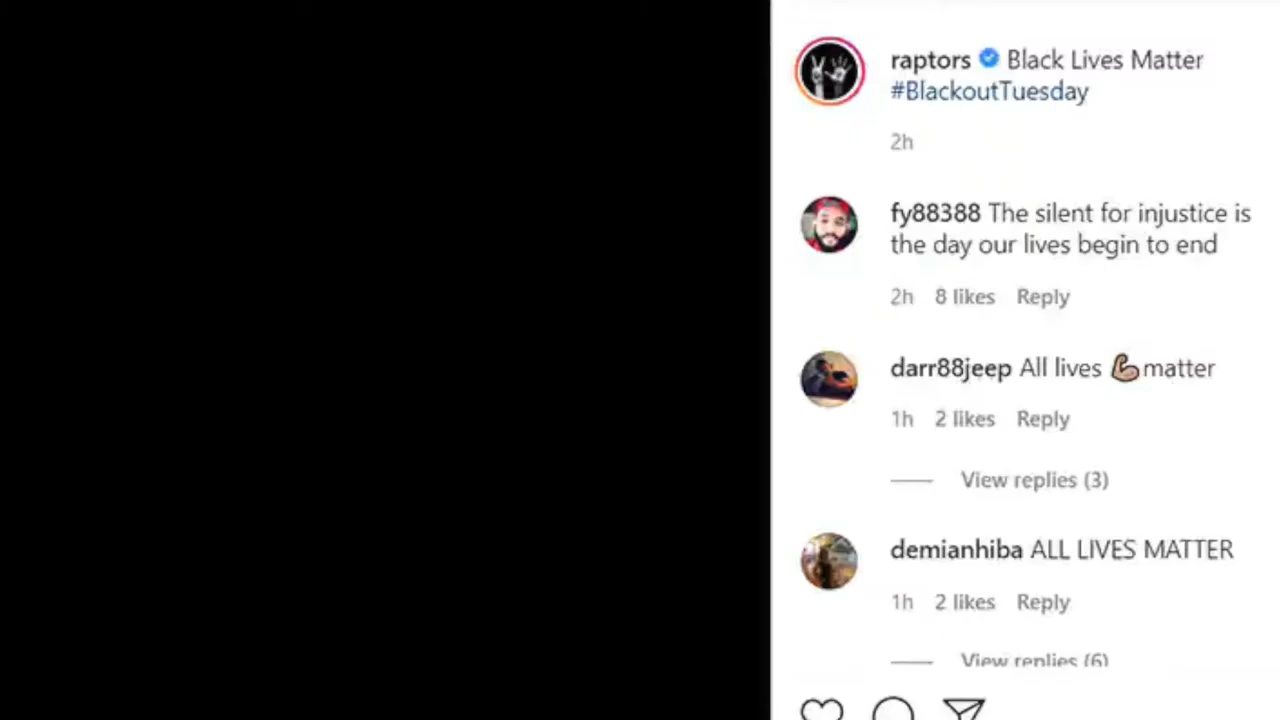 raptors Black Lives Matter
#BlackoutTuesday
2h
fy88388 The silent for injustice is
the day our lives begin to end
2h 8 likes Reply
darr88jeep All lives 💪🏼matter
1h 2 likes Reply
View replies (3)
demianhiba ALL LIVES MATTER
1h 2 likes Reply
View replies (6)